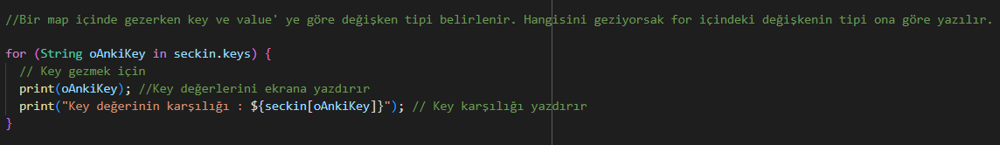 //Bir map içinde gezerken key ve value' ye göre değişken tipi belirlenir. Hangisini geziyorsak for içindeki değişkenin tipi ona göre yazılır.
for (String oAnkiKey in seckin.keys) {
// Key gezmek için
print(oAnkiKey); //Key değerlerini ekrana yazdırır
print("Key değerinin karşılığı : ${seckin[oAnkiKey]}"); // Key karşılığı yazdırır
}